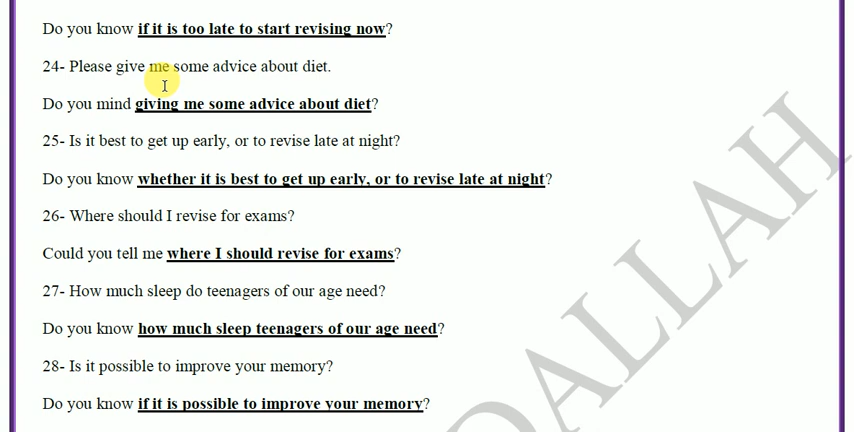 Do you know if it is too late to start revising now?
24- Please give me some advice about diet.
Do you mind giving me some advice about diet?
25- Is it best to get up early, or to revise late at night?
Do you know whether it is best to get up early, or to revise late at night?
26- Where should I revise for exams?
Could you tell me where I should revise for exams?
27- How much sleep do teenagers of our age need?
Do you know how much sleep teenagers of our age need?
28- Is it possible to improve your memory?
Do you know if it is possible to improve your memory?